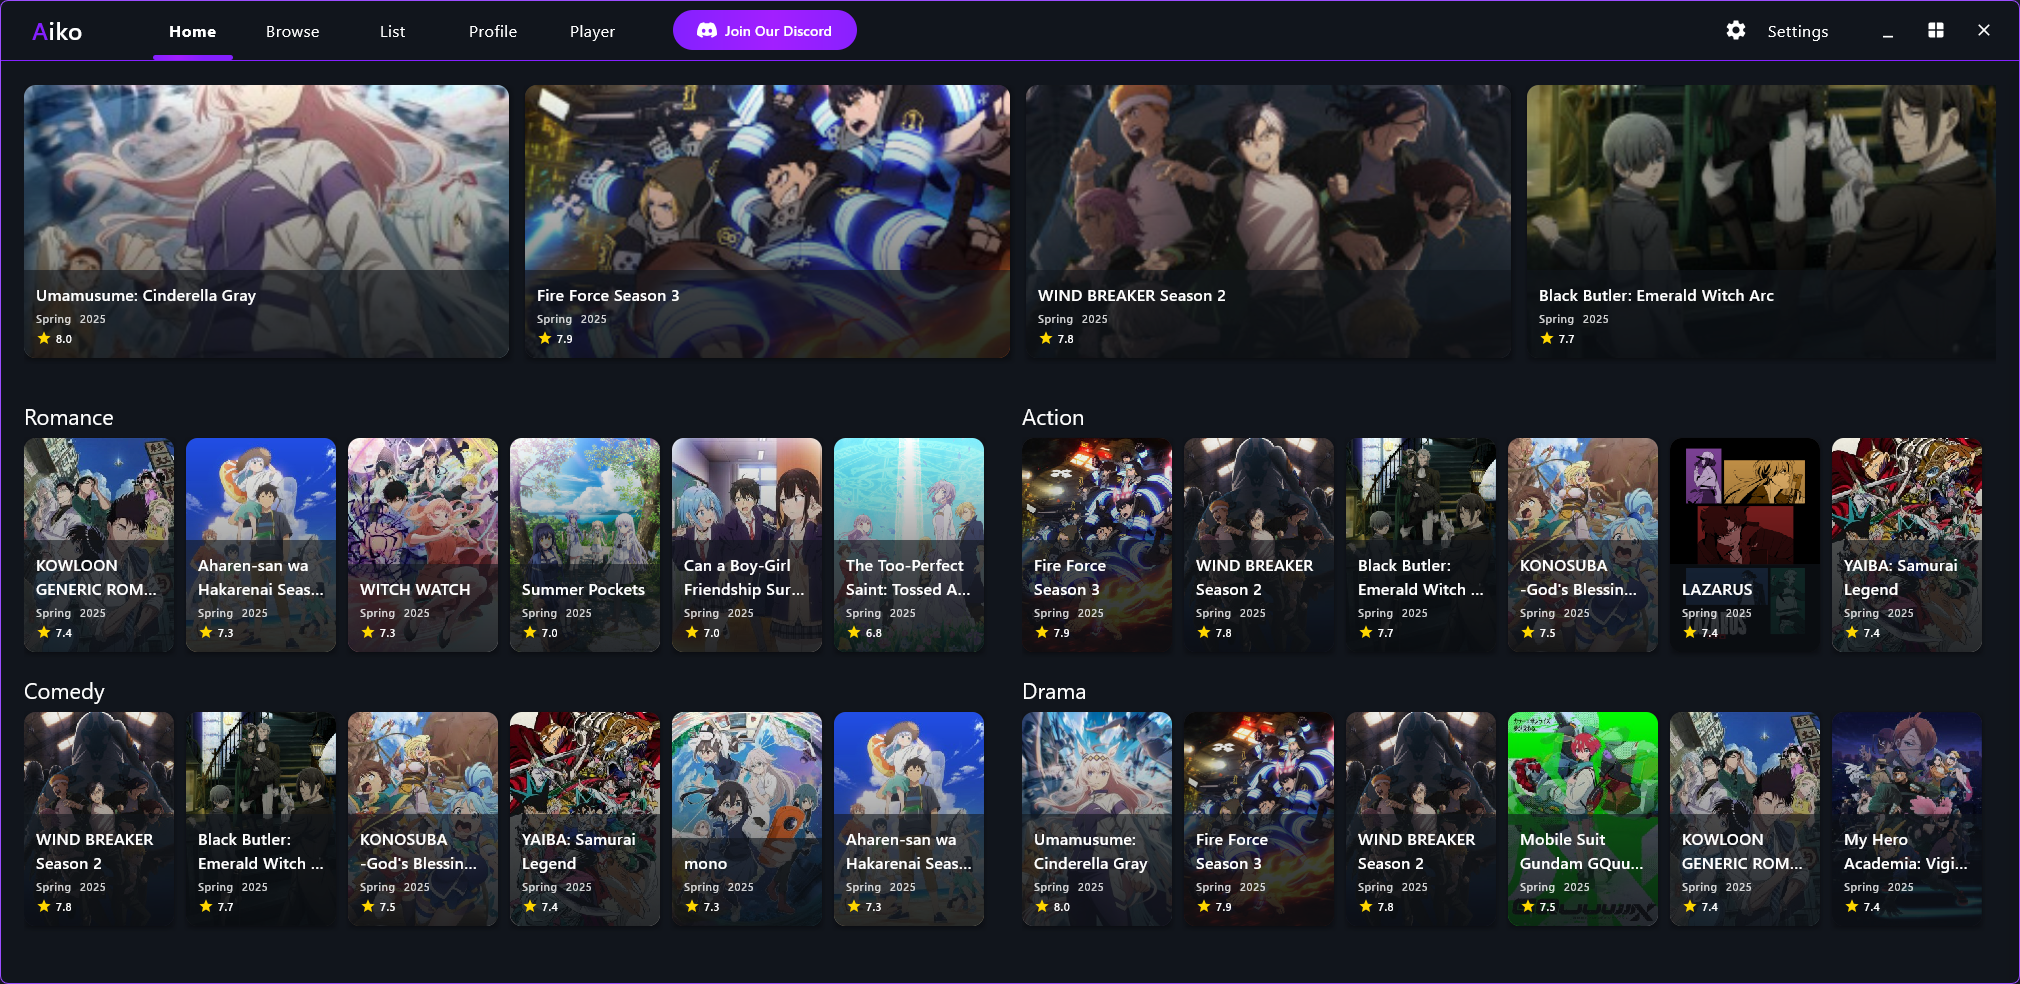 Aiko
Home
Browse
List
Profile
Player
Join Our Discord
Settings
Umamusume: Cinderella Gray
Spring 2025
8.0
Fire Force Season 3
Spring 2025
7.9
WIND BREAKER Season 2
Spring 2025
7.8
Black Butler: Emerald Witch Arc
Spring 2025
7.7
Romance
KOWLOON
GENERIC ROM...
Spring 2025
7.4
Aharen-san wa
Hakarenai Seas...
Spring 2025
7.3
WITCH WATCH
Spring 2025
7.3
Summer Pockets
Spring 2025
7.0
Can a Boy-Girl
Friendship Sur...
Spring 2025
7.0
The Too-Perfect
Saint: Tossed A...
Spring 2025
6.8
Action
Fire Force
Season 3
Spring 2025
7.9
WIND BREAKER
Season 2
Spring 2025
7.8
Black Butler:
Emerald Witch ...
Spring 2025
7.7
KONOSUBA
-God's Blessin...
Spring 2025
7.5
LAZARUS
Spring 2025
7.4
YAIBA: Samurai
Legend
Spring 2025
7.4
Comedy
WIND BREAKER
Season 2
Spring 2025
7.8
Black Butler:
Emerald Witch ...
Spring 2025
7.7
KONOSUBA
-God's Blessin...
Spring 2025
7.5
YAIBA: Samurai
Legend
Spring 2025
7.4
mono
Spring 2025
7.3
Aharen-san wa
Hakarenai Seas...
Spring 2025
7.3
Drama
Umamusume:
Cinderella Gray
Spring 2025
8.0
Fire Force
Season 3
Spring 2025
7.9
WIND BREAKER
Season 2
Spring 2025
7.8
Mobile Suit
Gundam GQuu...
Spring 2025
7.5
KOWLOON
GENERIC ROM...
Spring 2025
7.4
My Hero
Academia: Vigi...
Spring 2025
7.4